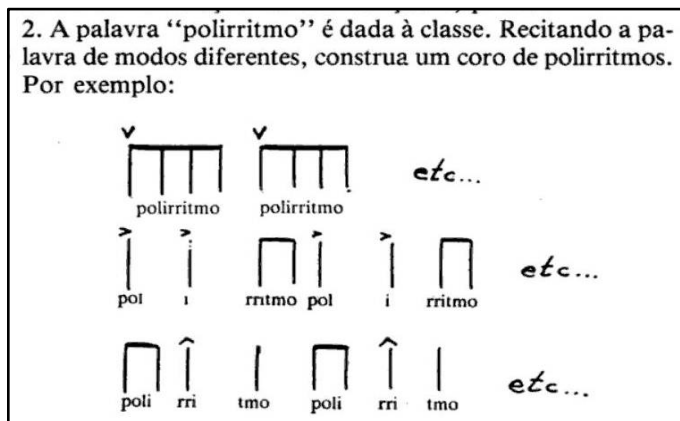 2. A palavra “polirritmo” é dada à classe. Recitando a pa-
lavra de modos diferentes, construa um coro de polirritmos.
Por exemplo:
polirritmo polirritmo etc...
pol i rritmo pol i rritmo etc...
poli rri tmo poli rri tmo etc...